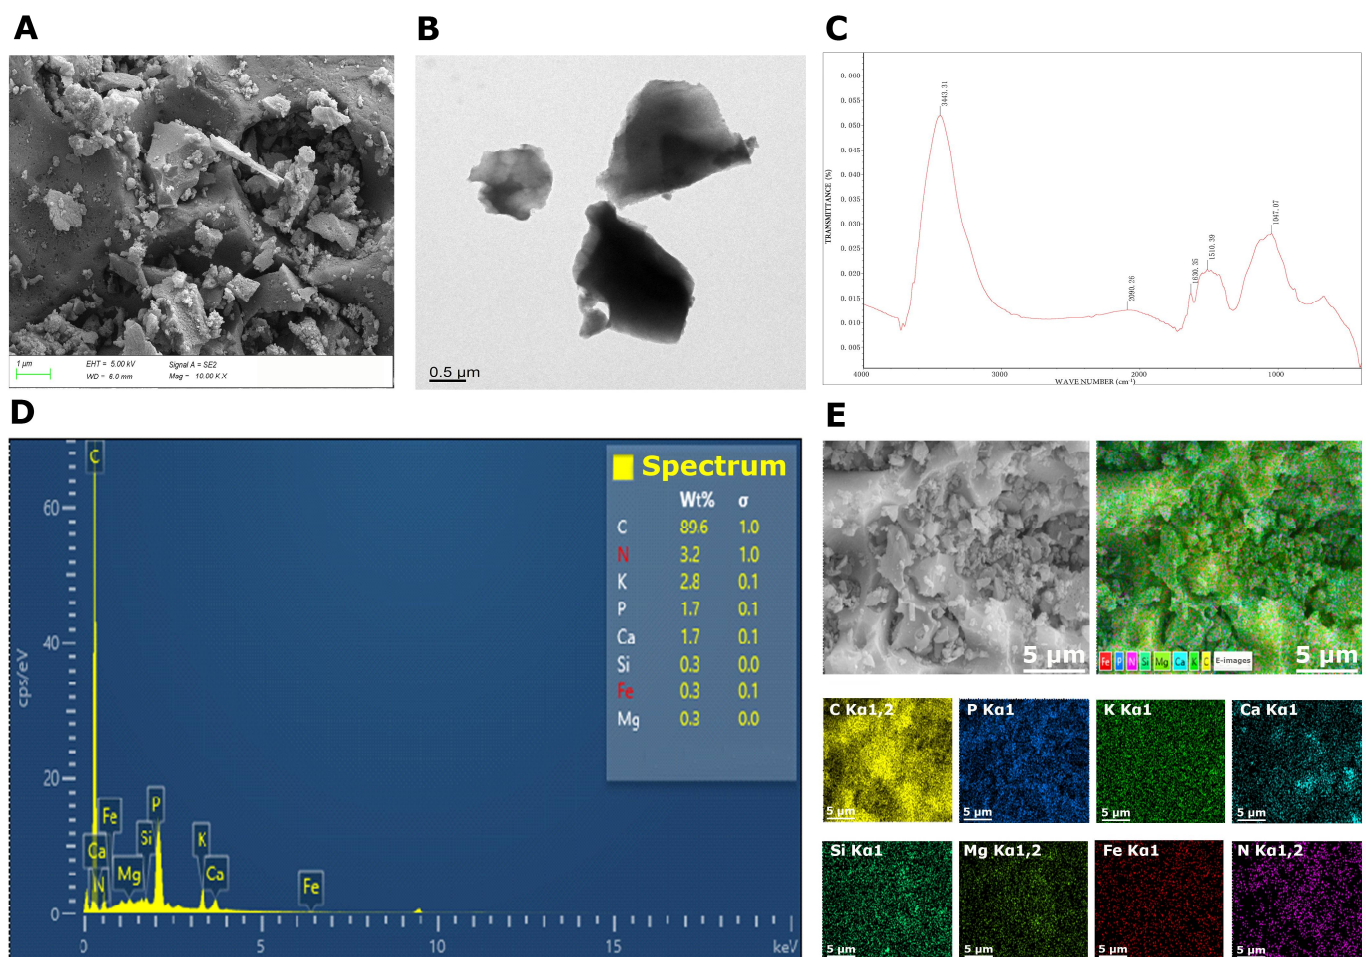 A
1 µm
EHT = 5.00 kV
Signal A = SE2
WD = 6.0 mm
Mag = 10.00 K X
B
0.5 µm
C
TRANSMITTANCE (%)
0.000
0.055
0.050
0.045
0.040
0.035
0.030
0.025
0.020
0.015
0.010
0.005
3443.31
2090.26
1630.35
1510.39
1047.07
4000
3000
2000
1000
WAVE NUMBER (cm-1)
D
cps/eV
60
40
20
0
C
Ca
N
Fe
Mg
Si
P
K
Ca
Fe
0
5
10
15
keV
Spectrum
Wt% σ
C 89.6 1.0
N 3.2 1.0
K 2.8 0.1
P 1.7 0.1
Ca 1.7 0.1
Si 0.3 0.0
Fe 0.3 0.1
Mg 0.3 0.0
E
5 µm
Fe P N Si Mg Ca K C E-images
5 µm
C Kα1,2
5 µm
P Kα1
5 µm
K Kα1
5 µm
Ca Kα1
5 µm
Si Kα1
5 µm
Mg Kα1,2
5 µm
Fe Kα1
5 µm
N Kα1,2
5 µm